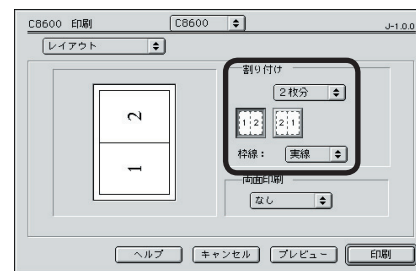 C8600 印刷 C8600 J-1.0.0
レイアウト
割り付け
2枚分
1 2 2 1
2
1
枠線： 実線
両面印刷
なし
ヘルプ キャンセル プレビュー 印刷